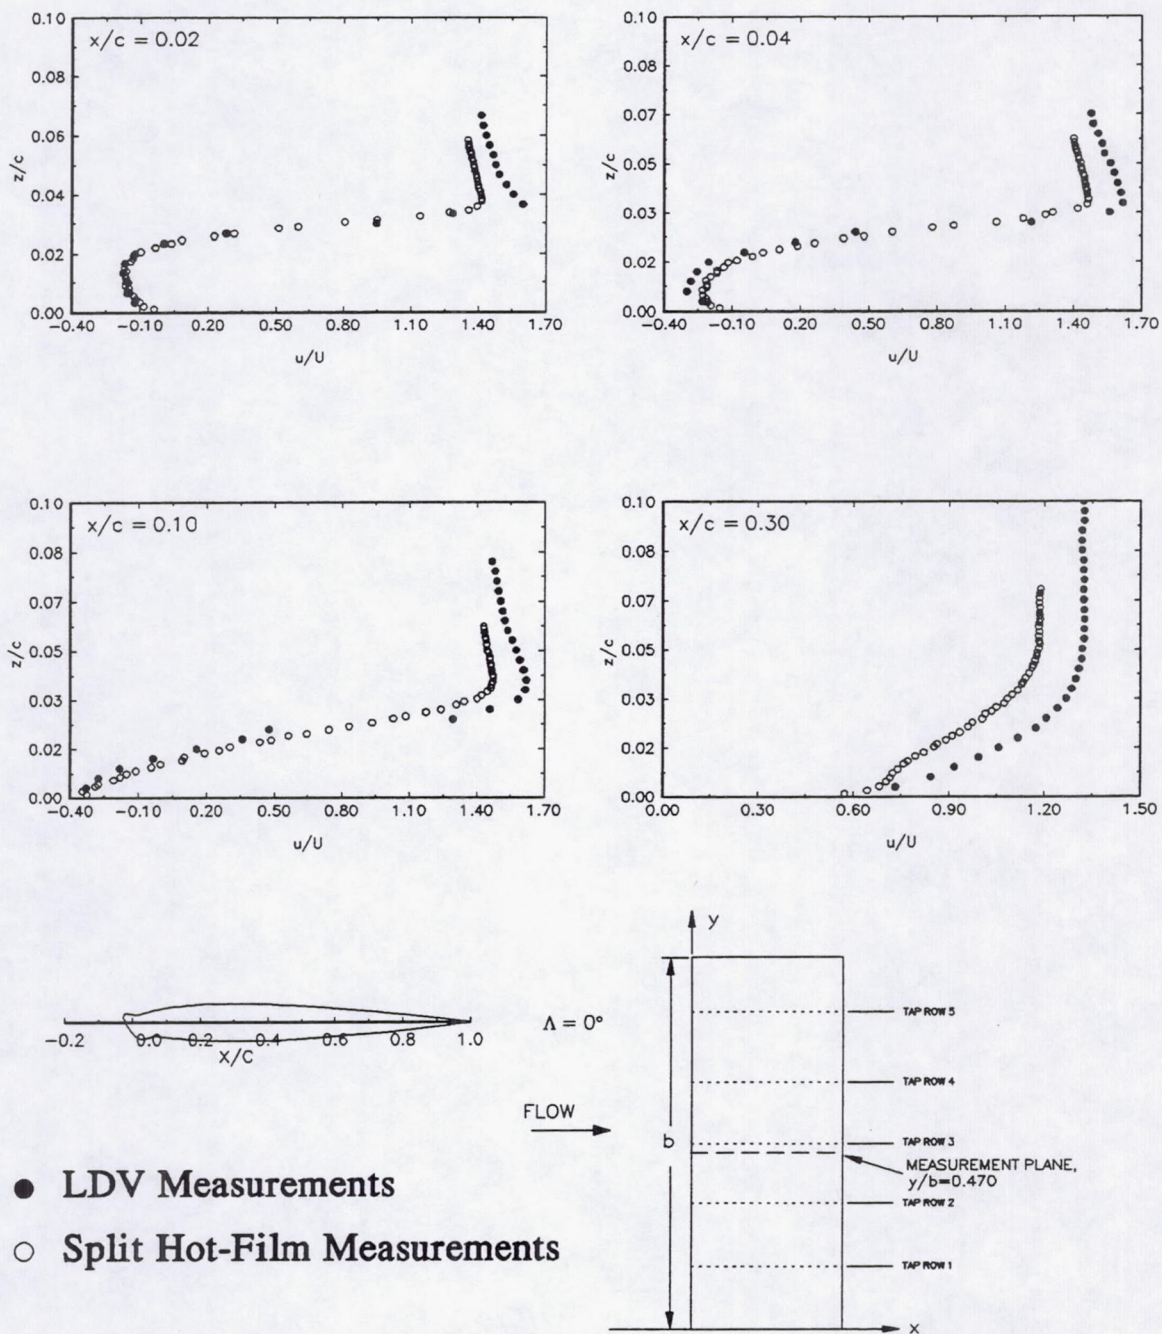 x/c = 0.02
0.10
0.08
0.06
0.05
0.04
0.03
0.02
0.00
z/c
-0.40
-0.10
0.20
0.50
0.80
1.10
1.40
1.70
u/U
x/c = 0.04
0.10
0.08
0.07
0.05
0.03
0.02
0.00
z/c
-0.40
-0.10
0.20
0.50
0.80
1.10
1.40
1.70
u/U
x/c = 0.10
0.10
0.08
0.07
0.05
0.03
0.02
0.00
z/c
-0.40
-0.10
0.20
0.50
0.80
1.10
1.40
1.70
u/U
x/c = 0.30
0.10
0.08
0.07
0.05
0.03
0.02
0.00
z/c
0.00
0.30
0.60
0.90
1.20
1.50
u/U
-0.2
0.0
0.2
0.4
0.6
0.8
1.0
X/C
Λ = 0°
FLOW
y
b
TAP ROW 5
TAP ROW 4
TAP ROW 3
MEASUREMENT PLANE,
y/b=0.470
TAP ROW 2
TAP ROW 1
x
LDV Measurements
Split Hot-Film Measurements